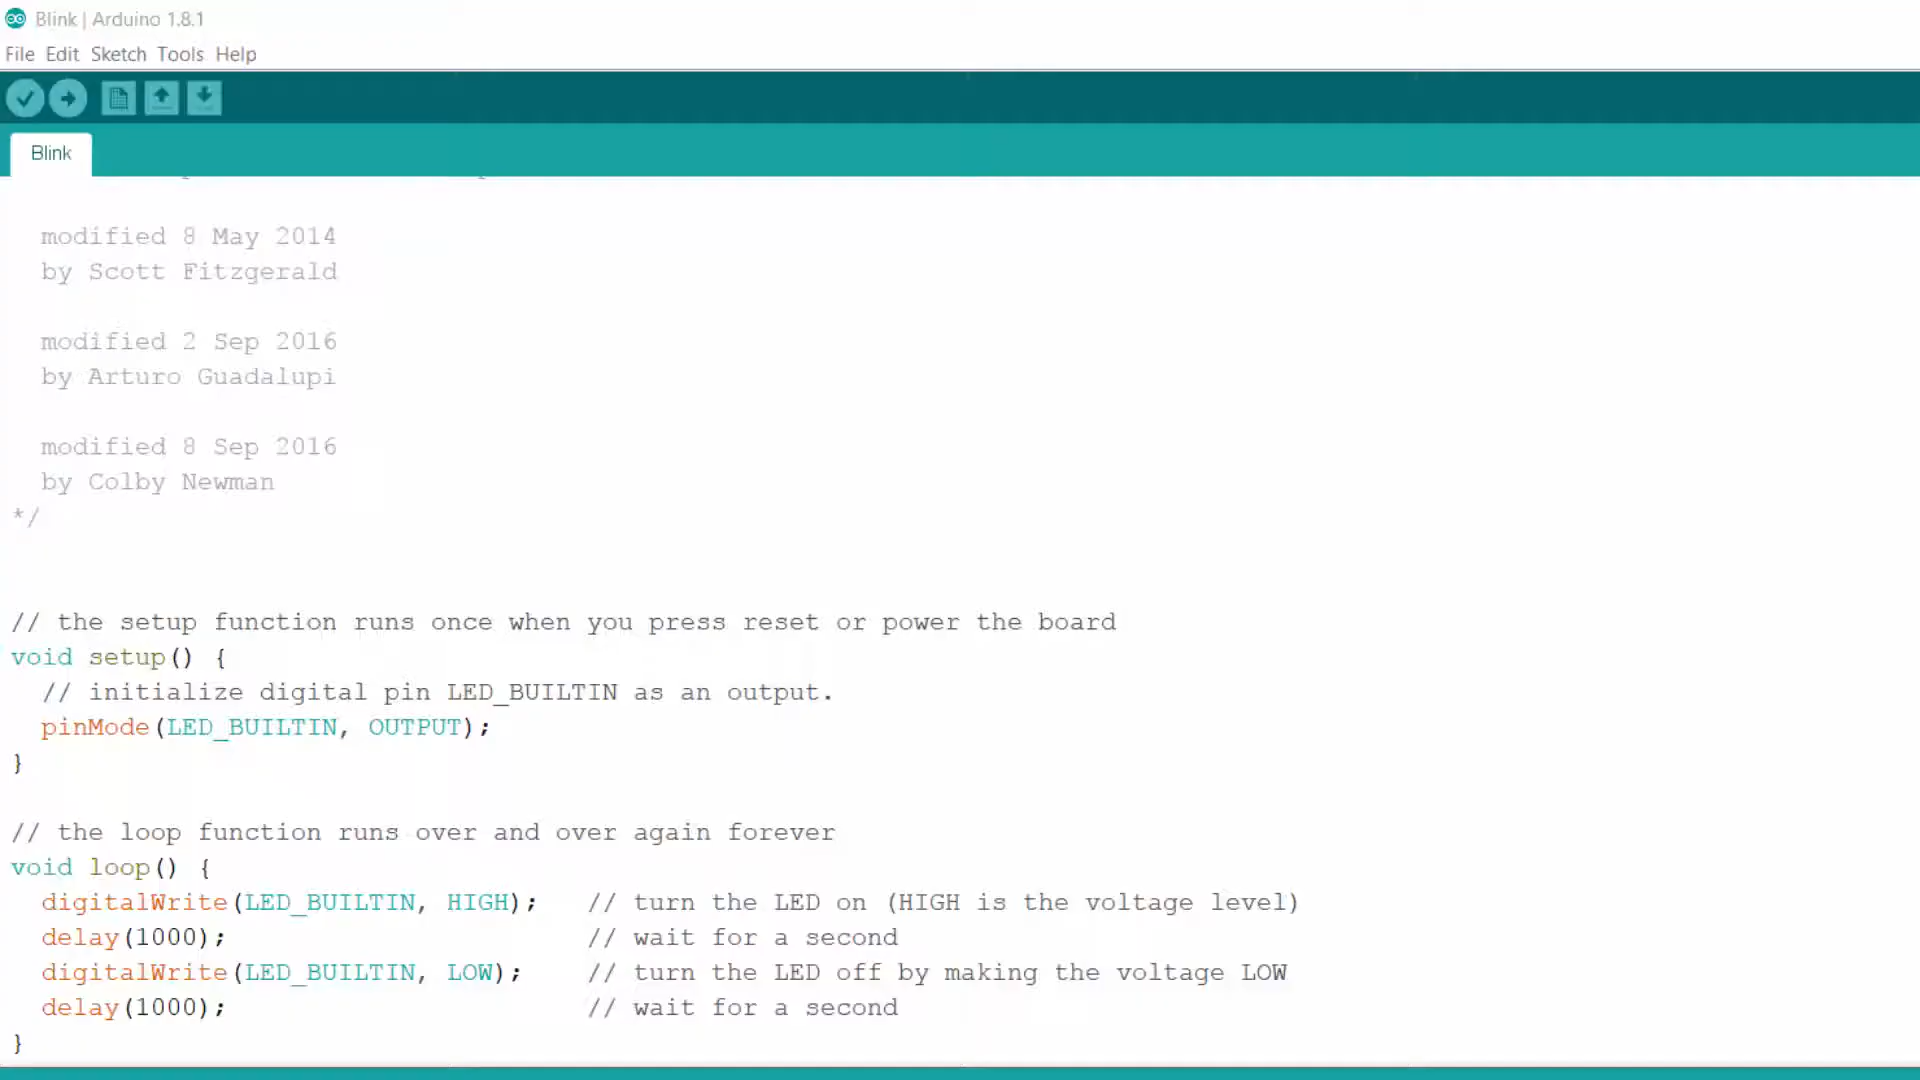 Blink | Arduino 1.8.1
File Edit Sketch Tools Help
Blink
modified 8 May 2014
by Scott Fitzgerald
modified 2 Sep 2016
by Arturo Guadalupi
modified 8 Sep 2016
by Colby Newman
*/
// the setup function runs once when you press reset or power the board
void setup() {
// initialize digital pin LED_BUILTIN as an output.
pinMode(LED_BUILTIN, OUTPUT);
}
// the loop function runs over and over again forever
void loop() {
digitalWrite(LED_BUILTIN, HIGH); // turn the LED on (HIGH is the voltage level)
delay(1000); // wait for a second
digitalWrite(LED_BUILTIN, LOW); // turn the LED off by making the voltage LOW
delay(1000); // wait for a second
}